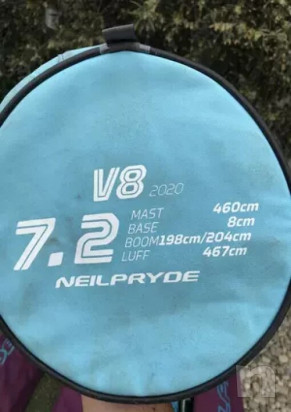 V8 2020
7.2
MAST 460cm
BASE 8cm
BOOM 198cm/204cm
LUFF 467cm
NEILPRYDE